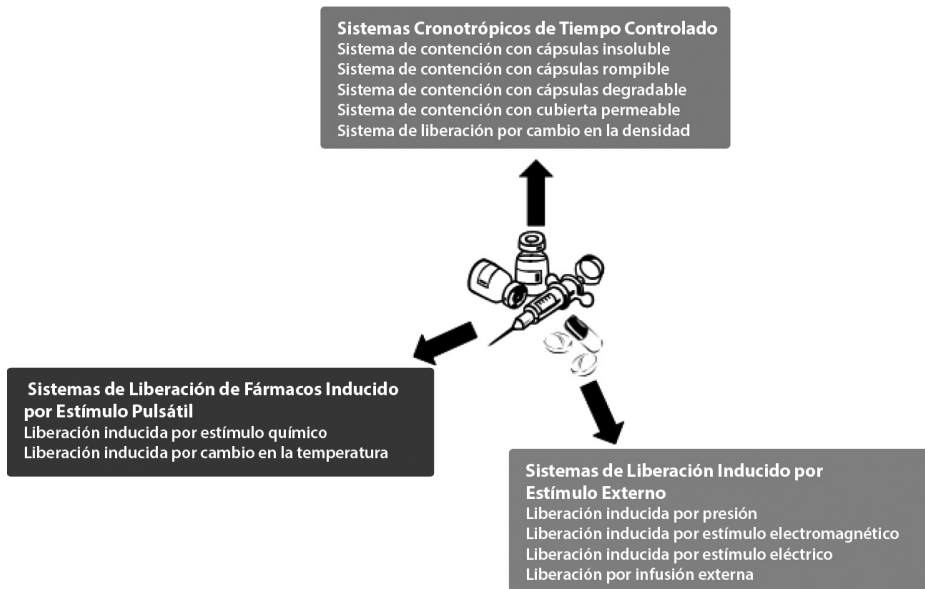 Sistemas Cronotrópicos de Tiempo Controlado
Sistema de contención con cápsulas insoluble
Sistema de contención con cápsulas rompible
Sistema de contención con cápsulas degradable
Sistema de contención con cubierta permeable
Sistema de liberación por cambio en la densidad
Sistemas de Liberación de Fármacos Inducido
por Estímulo Pulsátil
Liberación inducida por estímulo químico
Liberación inducida por cambio en la temperatura
Sistemas de Liberación Inducido por
Estímulo Externo
Liberación inducida por presión
Liberación inducida por estímulo electromagnético
Liberación inducida por estímulo eléctrico
Liberación por infusión externa